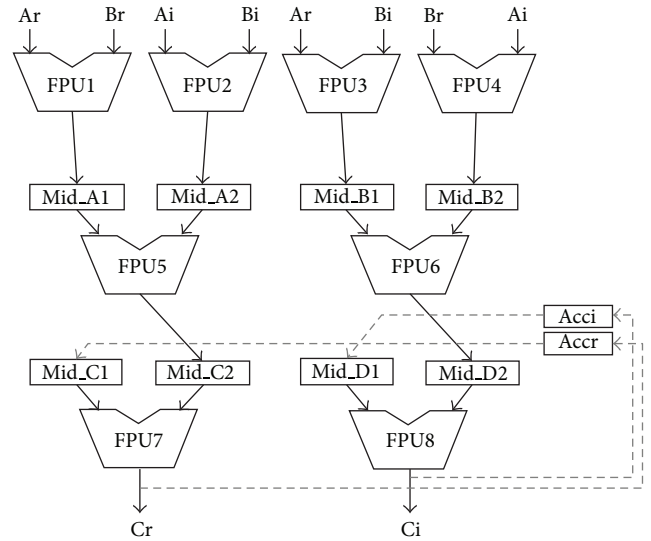 Ar Br Ai Bi Ar Bi Br Ai
FPU1 FPU2 FPU3 FPU4
Mid_A1 Mid_A2 Mid_B1 Mid_B2
FPU5 FPU6
Acci
Accr
Mid_C1 Mid_C2 Mid_D1 Mid_D2
FPU7 FPU8
Cr Ci